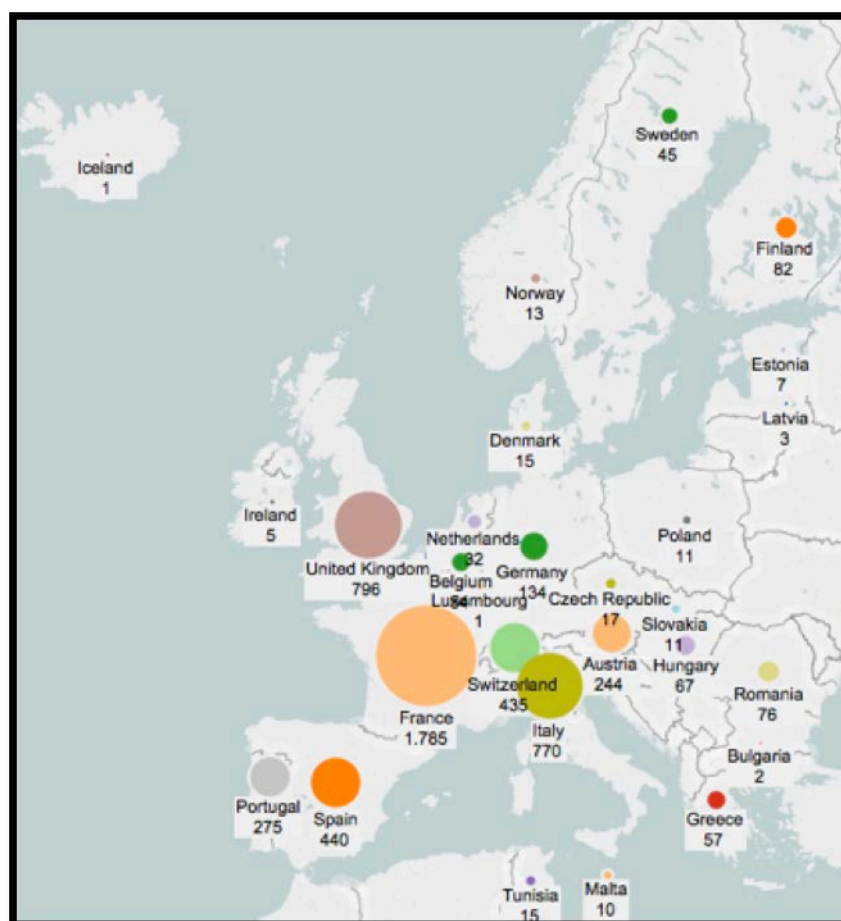 Sweden
45
Iceland
1
Finland
82
Norway
13
Estonia
7
Latvia
3
Denmark
15
Ireland
5
United Kingdom
796
Netherlands
32
Belgium
Luxembourg
1
Germany
134
Poland
11
Czech Republic
17
Slovakia
11
Austria
244
Hungary
67
Switzerland
435
France
1.785
Italy
770
Romania
76
Bulgaria
2
Portugal
275
Spain
440
Greece
57
Tunisia
15
Malta
10